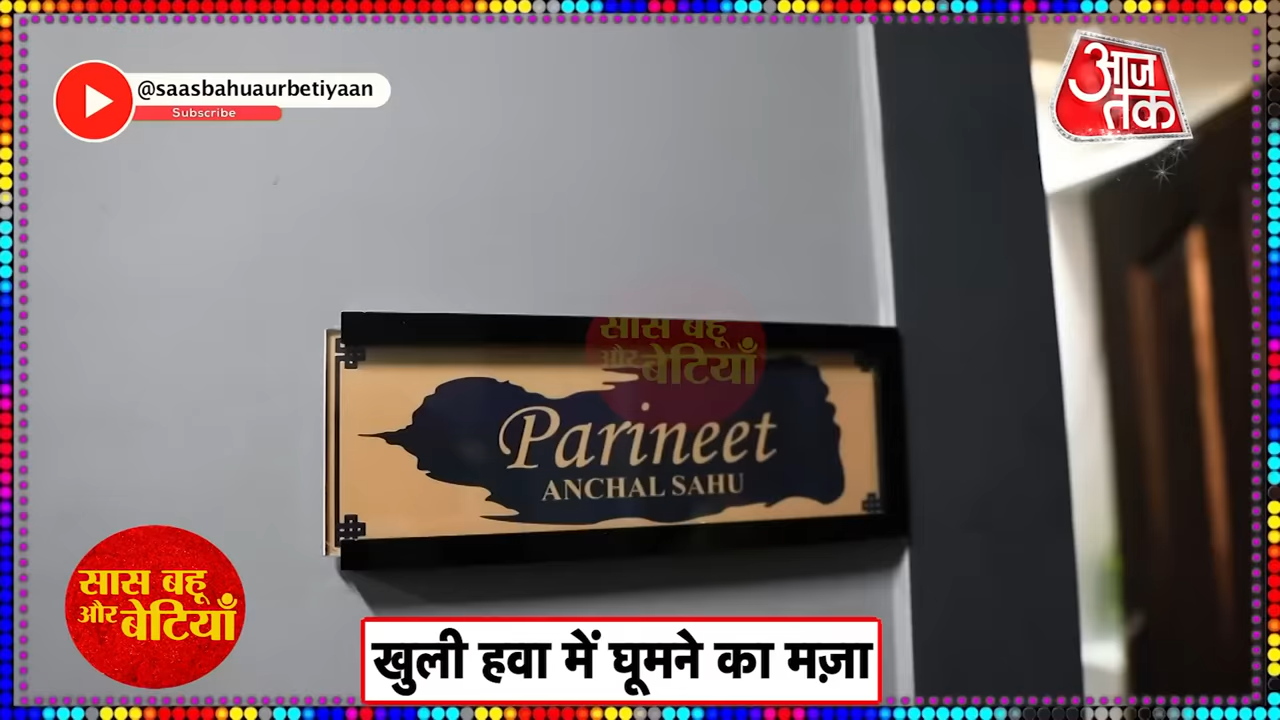 @saasbahuaurbetiyaan
Subscribe
आज
तक
सास बहू
और बेटियाँ
Parineet
ANCHAL SAHU
सास बहू
और बेटियाँ
खुली हवा में घूमने का मज़ा